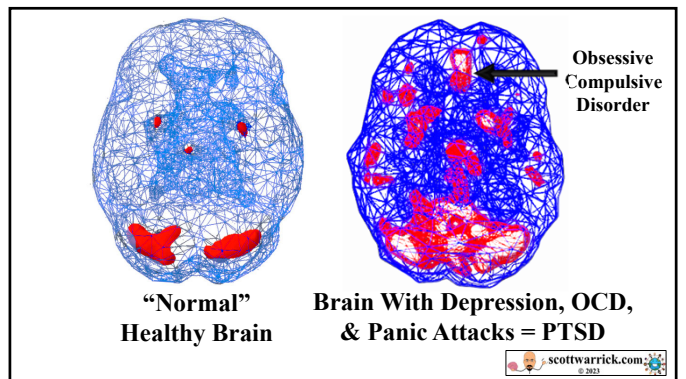 Obsessive
Compulsive
Disorder
“Normal”
Healthy Brain
Brain With Depression, OCD,
& Panic Attacks = PTSD
scottwarrick.com
© 2023